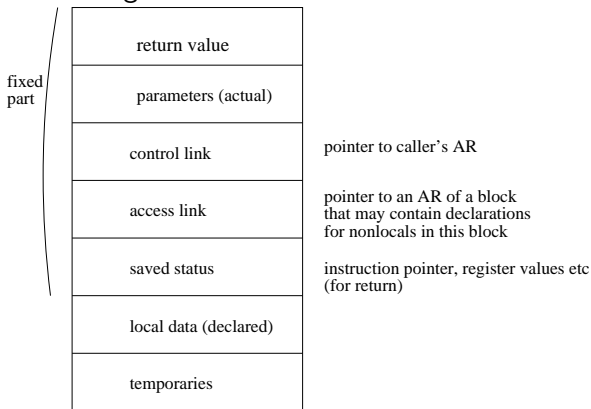 return value
fixed
part
parameters (actual)
control link
pointer to caller's AR
access link
pointer to an AR of a block
that may contain declarations
for nonlocals in this block
saved status
instruction pointer, register values etc
(for return)
local data (declared)
temporaries